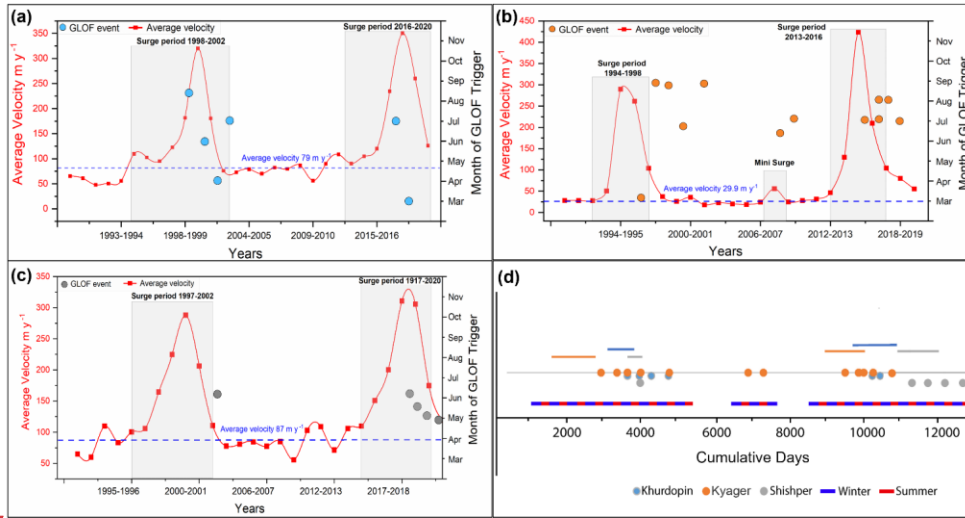 (a)
GLOF event
Average velocity
Surge period 2016-2020
Surge period 1998-2002
Average Velocity m y⁻¹
350
300
250
200
150
100
50
0
Average velocity 79 m y⁻¹
Nov
Oct
Sep
Aug
Jul
Jun
May
Apr
Mar
Month of GLOF Trigger
1993-1994
1998-1999
2004-2005
2009-2010
2015-2016
Years
(b)
GLOF event
Average velocity
Surge period
2013-2016
Surge period
1994-1998
Average Velocity m y⁻¹
450
400
350
300
250
200
150
100
50
0
Mini Surge
Average velocity 29.9 m y⁻¹
Nov
Oct
Sep
Aug
Jul
Jun
May
Apr
Mar
Month of GLOF Trigger
1994-1995
2000-2001
2006-2007
2012-2013
2018-2019
Years
(c)
GLOF event
Average velocity
Surge period 1917-2020
Surge period 1997-2002
Average Velocity m y⁻¹
350
300
250
200
150
100
50
Average velocity 87 m y⁻¹
Nov
Oct
Sep
Aug
Jul
Jun
May
Apr
Mar
Month of GLOF Trigger
1995-1996
2000-2001
2006-2007
2012-2013
2017-2018
Years
(d)
2000
4000
6000
8000
10000
12000
Cumulative Days
Khurdopin
Kyager
Shishper
Winter
Summer